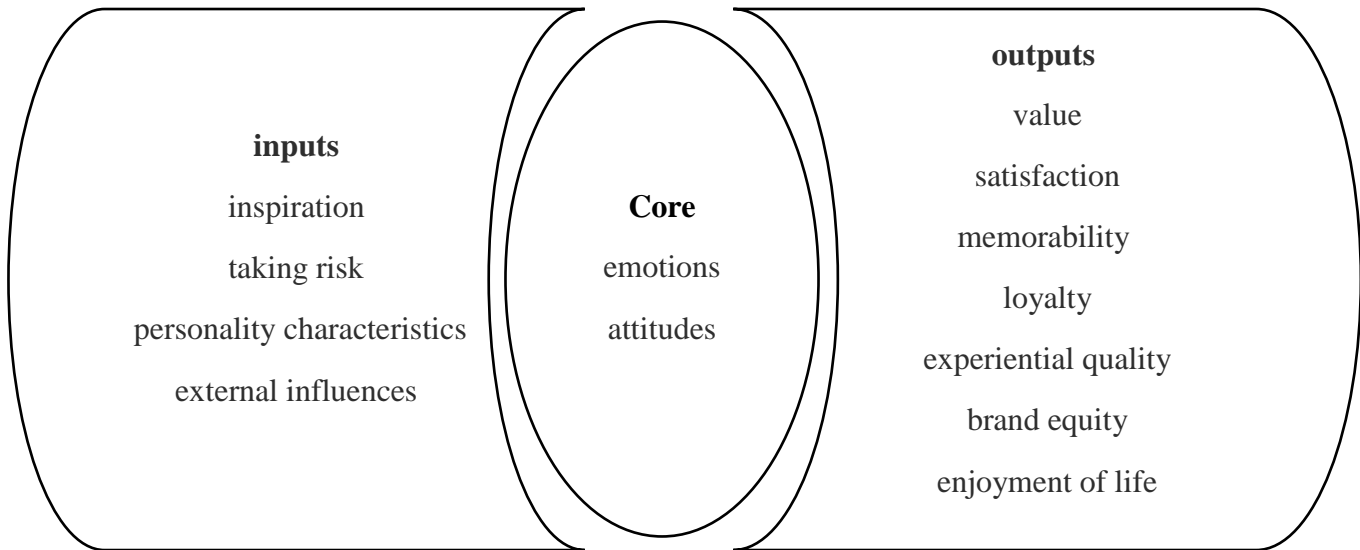 inputs
inspiration
taking risk
personality characteristics
external influences
Core
emotions
attitudes
outputs
value
satisfaction
memorability
loyalty
experiential quality
brand equity
enjoyment of life